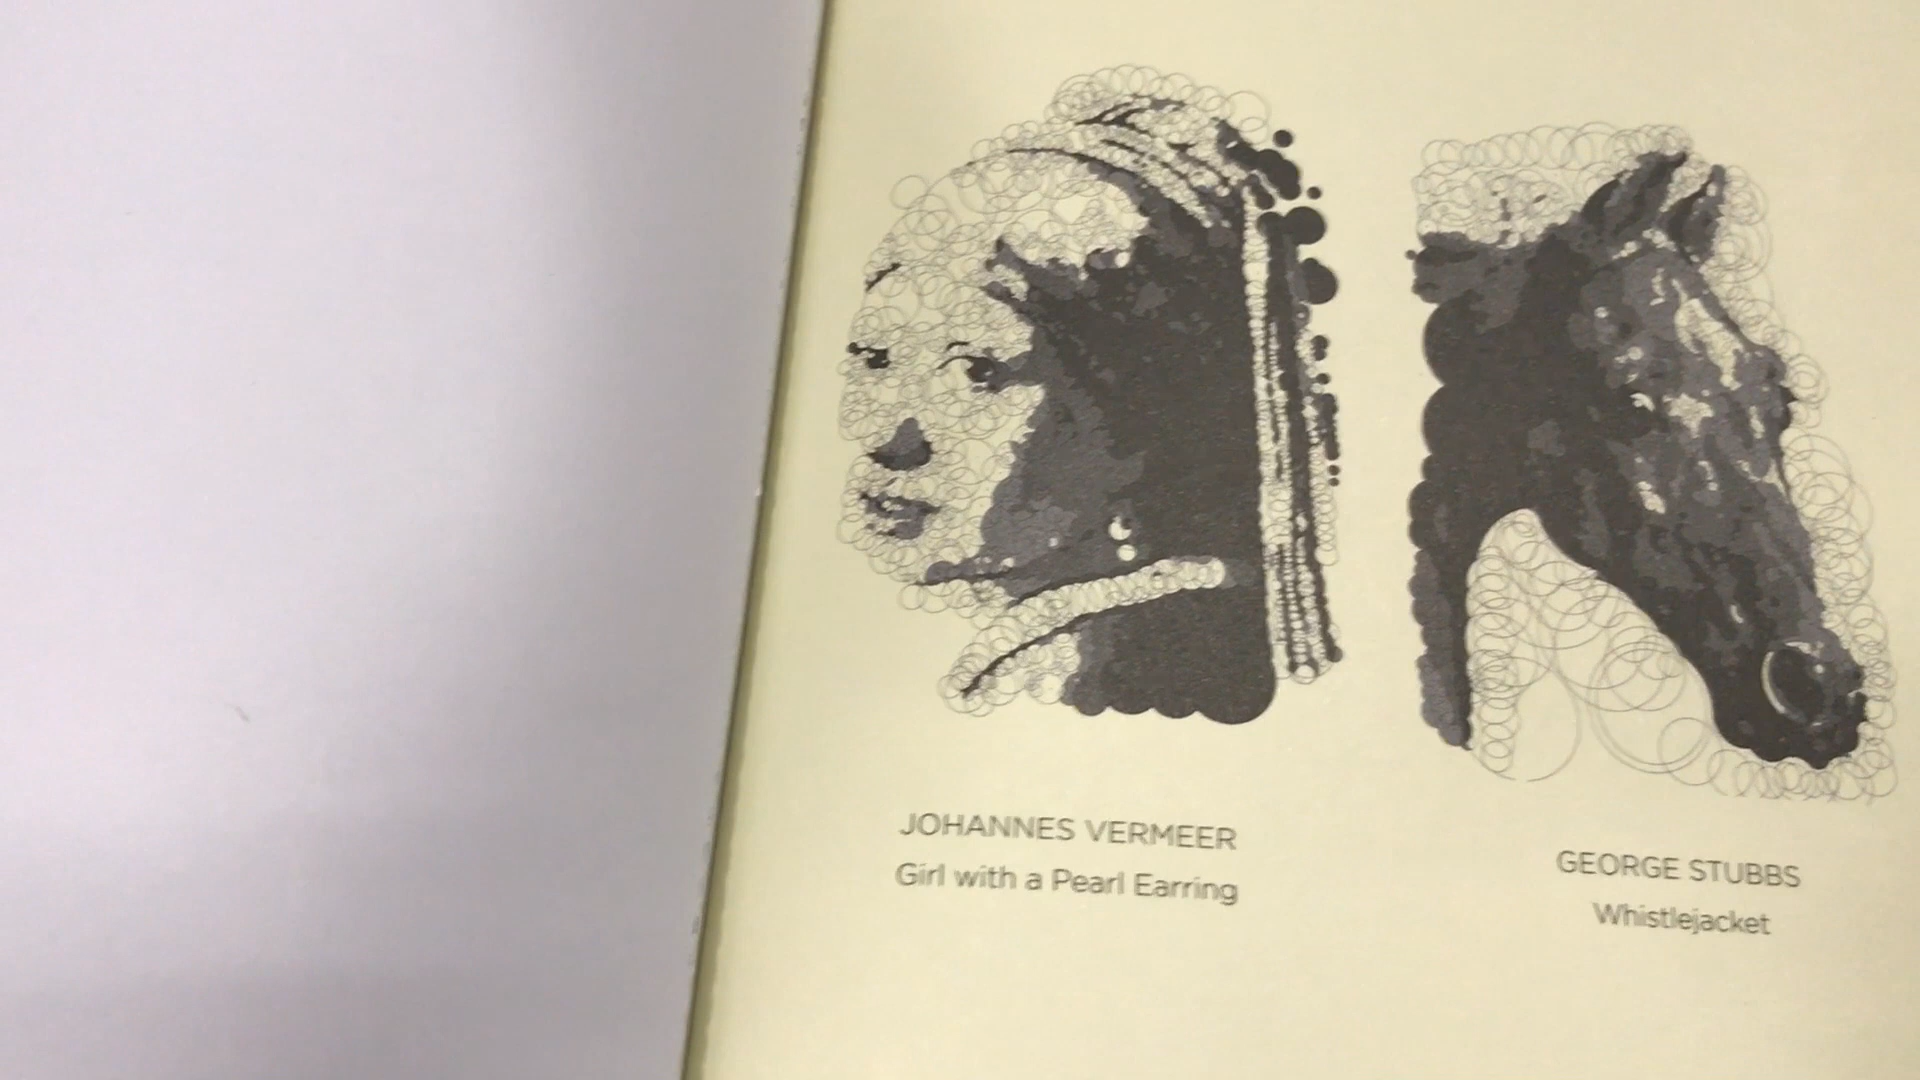 JOHANNES VERMEER
Girl with a Pearl Earring
GEORGE STUBBS
Whistlejacket